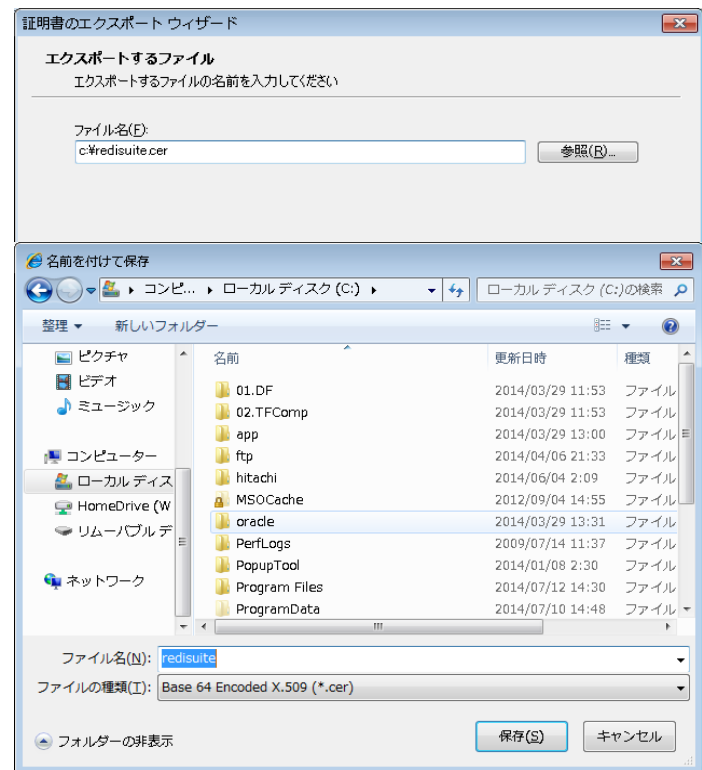 証明書のエクスポート ウィザード
エクスポートするファイル
エクスポートするファイルの名前を入力してください
ファイル名(F):
c:¥redisuite.cer
参照(R)...
名前を付けて保存
コンピ... ローカル ディスク (C:)
ローカル ディスク (C:)の検索
整理 新しいフォルダー
名前 更新日時 種類
ピクチャ
ビデオ
ミュージック
コンピューター
ローカル ディス
HomeDrive (W
リムーバブル デ
ネットワーク
01.DF 2014/03/29 11:53 ファイル
02.TFComp 2014/03/29 11:53 ファイル
app 2014/03/29 13:00 ファイル
ftp 2014/04/06 21:33 ファイル
hitachi 2014/06/04 2:09 ファイル
MSOCache 2012/09/04 14:55 ファイル
oracle 2014/03/29 13:31 ファイル
PerfLogs 2009/07/14 11:37 ファイル
PopupTool 2014/01/08 2:30 ファイル
Program Files 2014/07/12 14:30 ファイル
ProgramData 2014/07/10 14:48 ファイル
ファイル名(N): redisuite
ファイルの種類(T): Base 64 Encoded X.509 (*.cer)
フォルダーの非表示
保存(S) キャンセル